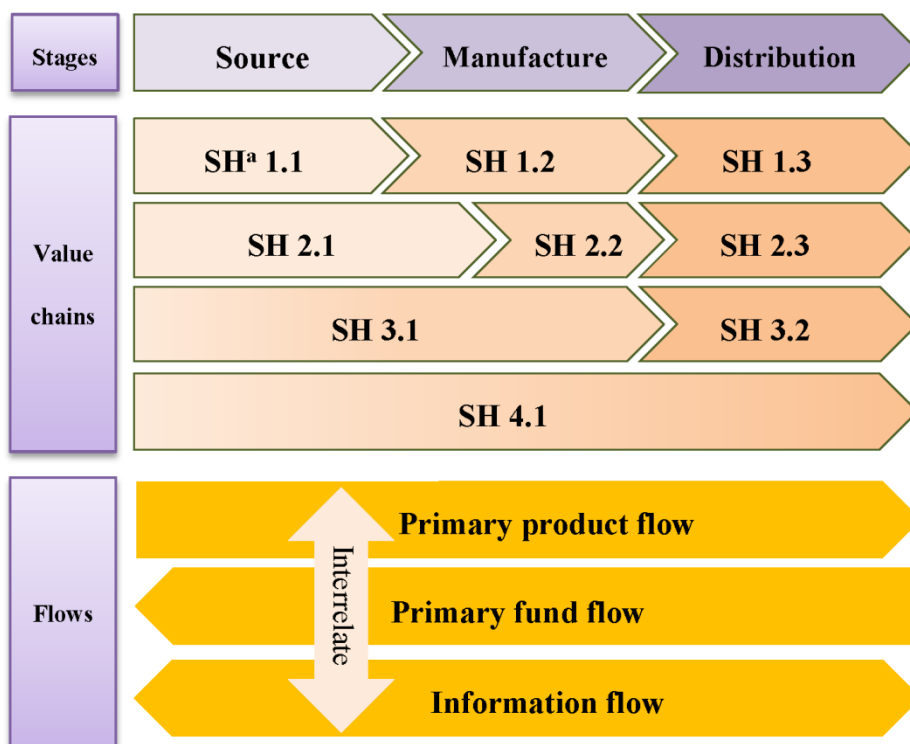 Stages
Source
Manufacture
Distribution
Value
chains
SHᵃ 1.1
SH 1.2
SH 1.3
SH 2.1
SH 2.2
SH 2.3
SH 3.1
SH 3.2
SH 4.1
Flows
Primary product flow
Interrelate
Primary fund flow
Information flow